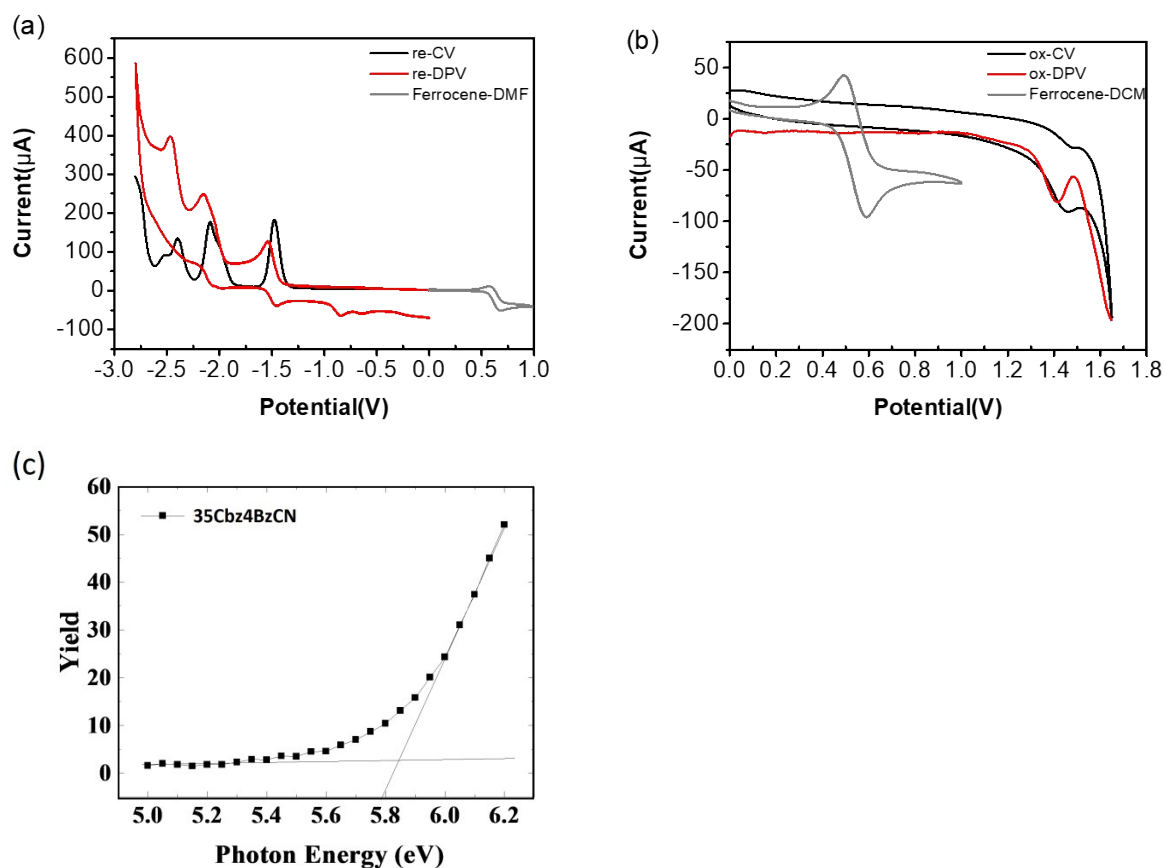 (a)
re-CV
re-DPV
Ferrocene-DMF
600
500
400
300
200
100
0
-100
Current(μA)
-3.0 -2.5 -2.0 -1.5 -1.0 -0.5 0.0 0.5 1.0
Potential(V)
(b)
ox-CV
ox-DPV
Ferrocene-DCM
50
25
0
-25
-50
-75
-100
-125
-150
-175
-200
Current(μA)
0.0 0.2 0.4 0.6 0.8 1.0 1.2 1.4 1.6 1.8
Potential(V)
(c)
35Cbz4BzCN
60
50
40
30
20
10
0
Yield
5.0 5.2 5.4 5.6 5.8 6.0 6.2
Photon Energy (eV)